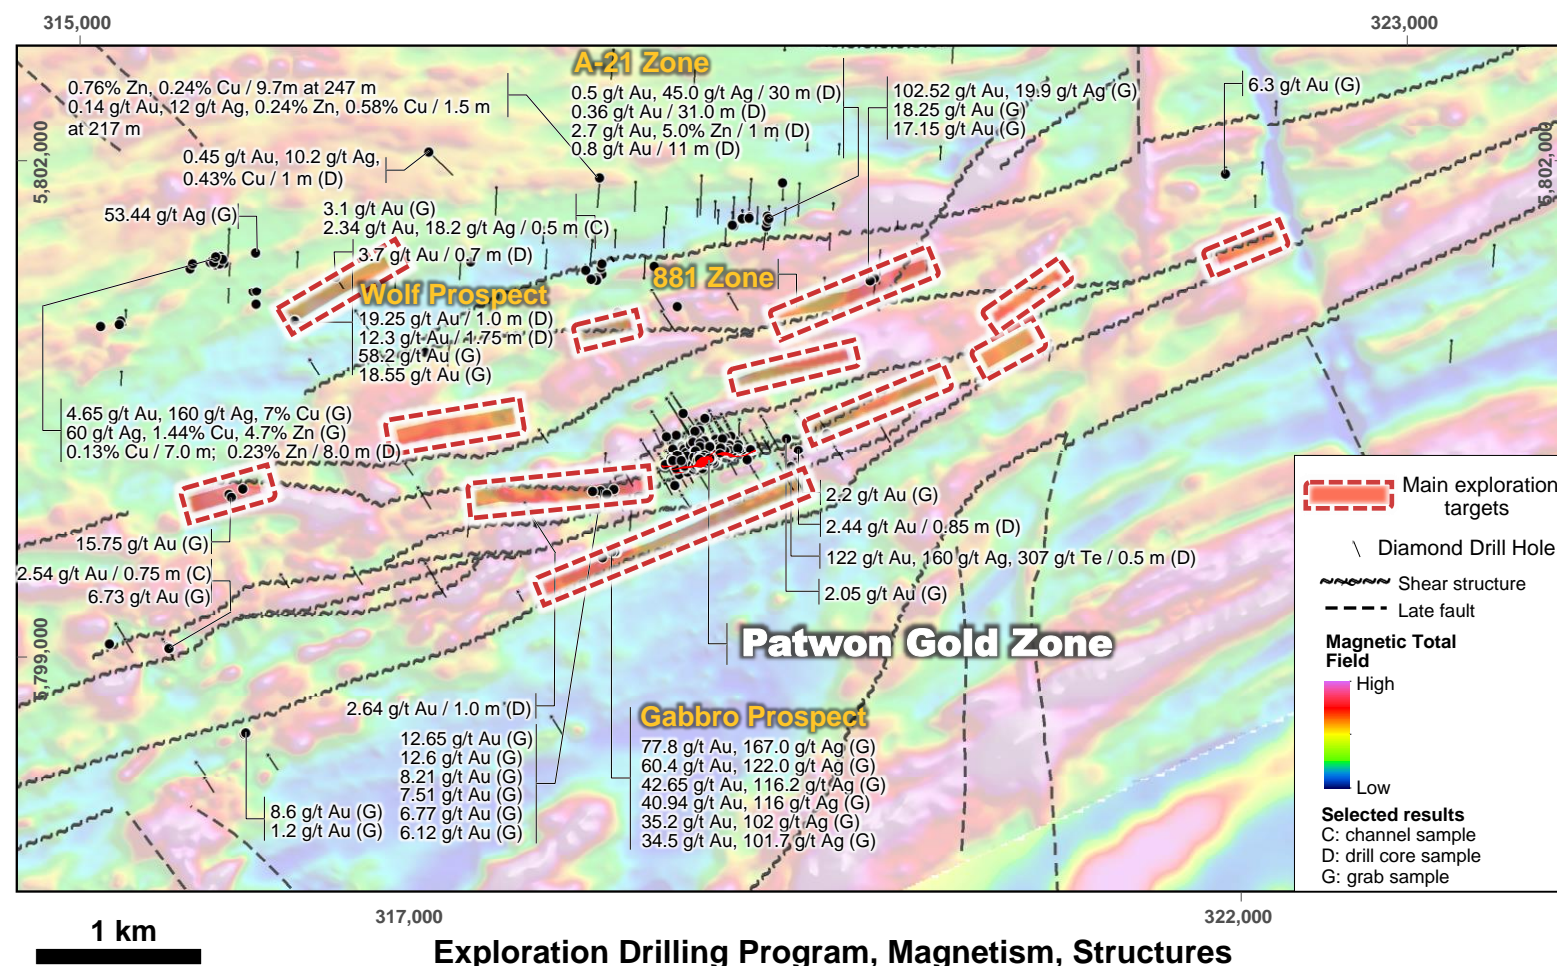 315,000
323,000
A-21 Zone
0.76% Zn, 0.24% Cu / 9.7m at 247 m
0.14 g/t Au, 12 g/t Ag, 0.24% Zn, 0.58% Cu / 1.5 m
at 217 m
0.5 g/t Au, 45.0 g/t Ag / 30 m (D)
0.36 g/t Au / 31.0 m (D)
2.7 g/t Au, 5.0% Zn / 1 m (D)
0.8 g/t Au / 11 m (D)
102.52 g/t Au, 19.9 g/t Ag (G)
18.25 g/t Au (G)
17.15 g/t Au (G)
6.3 g/t Au (G)
5,802,000
5,802,000
0.45 g/t Au, 10.2 g/t Ag,
0.43% Cu / 1 m (D)
53.44 g/t Ag (G)
3.1 g/t Au (G)
2.34 g/t Au, 18.2 g/t Ag / 0.5 m (C)
3.7 g/t Au / 0.7 m (D)
881 Zone
Wolf Prospect
19.25 g/t Au / 1.0 m (D)
12.3 g/t Au / 1.75 m (D)
58.2 g/t Au (G)
18.55 g/t Au (G)
4.65 g/t Au, 160 g/t Ag, 7% Cu (G)
60 g/t Ag, 1.44% Cu, 4.7% Zn (G)
0.13% Cu / 7.0 m; 0.23% Zn / 8.0 m (D)
15.75 g/t Au (G)
2.54 g/t Au / 0.75 m (C)
6.73 g/t Au (G)
2.2 g/t Au (G)
2.44 g/t Au / 0.85 m (D)
122 g/t Au, 160 g/t Ag, 307 g/t Te / 0.5 m (D)
2.05 g/t Au (G)
Patwon Gold Zone
5,799,000
2.64 g/t Au / 1.0 m (D)
12.65 g/t Au (G)
12.6 g/t Au (G)
8.21 g/t Au (G)
7.51 g/t Au (G)
6.77 g/t Au (G)
6.12 g/t Au (G)
8.6 g/t Au (G)
1.2 g/t Au (G)
Gabbro Prospect
77.8 g/t Au, 167.0 g/t Ag (G)
60.4 g/t Au, 122.0 g/t Ag (G)
42.65 g/t Au, 116.2 g/t Ag (G)
40.94 g/t Au, 116 g/t Ag (G)
35.2 g/t Au, 102 g/t Ag (G)
34.5 g/t Au, 101.7 g/t Ag (G)
Main exploration
targets
Diamond Drill Hole
Shear structure
Late fault
Magnetic Total
Field
High
Low
Selected results
C: channel sample
D: drill core sample
G: grab sample
317,000
322,000
1 km
Exploration Drilling Program, Magnetism, Structures